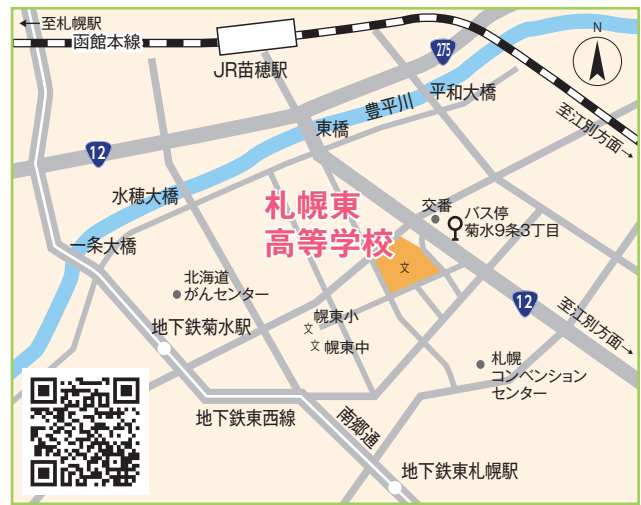 ←至札幌駅
函館本線
JR苗穂駅
275
N
平和大橋
豊平川
東橋
至江別方面→
12
水穂大橋
札幌東
高等学校
交番
バス停
菊水9条3丁目
一条大橋
文
北海道
がんセンター
12
至江別方面→
地下鉄菊水駅
文
幌東小
文 幌東中
札幌
コンベンション
センター
地下鉄東西線
南郷通
地下鉄東札幌駅